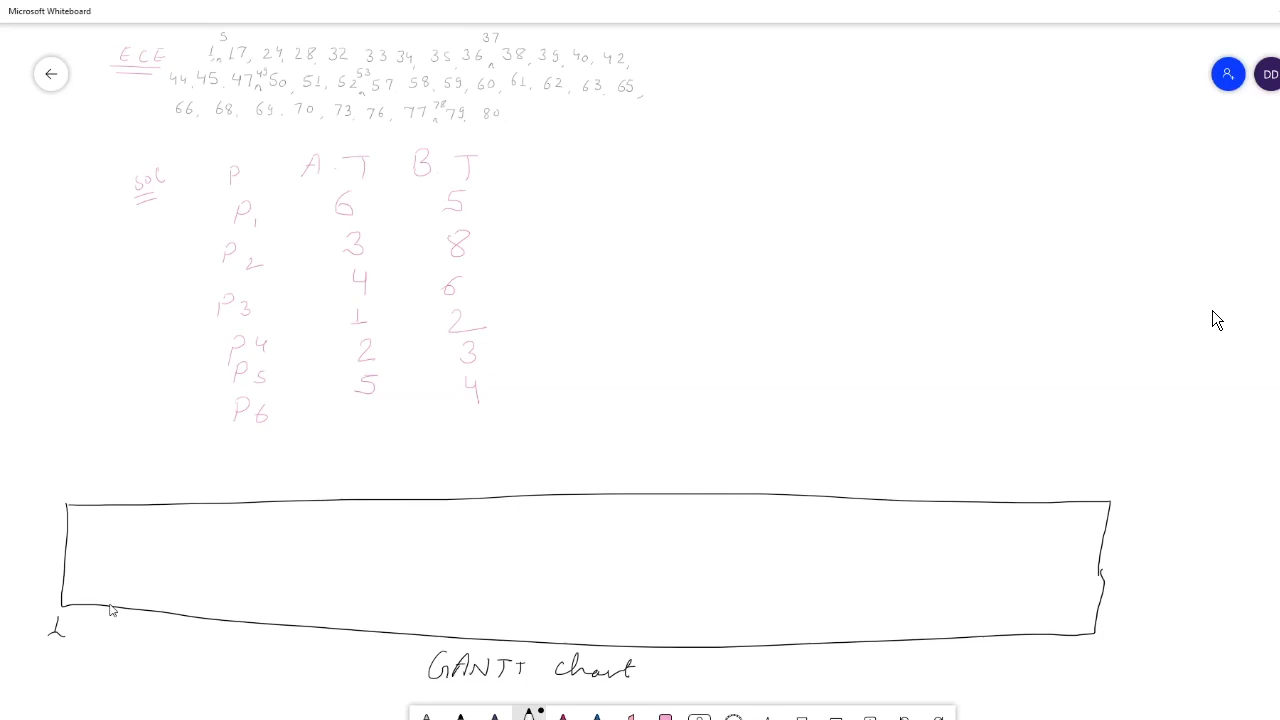 Microsoft Whiteboard
5 37
ECE 1, 17, 24, 28, 32 33 34, 35, 36, 38, 39, 40, 42,
44, 45, 47, 49 50, 51, 52, 53 57, 58, 59, 60, 61, 62, 63, 65,
66, 68, 69, 70, 73, 76, 77, 78 79, 80.
DD
Sol P A.T B.T
P1 6 5
P2 3 8
P3 4 6
P4 1 2
P5 2 3
P6 5 4
1
GANTT chart